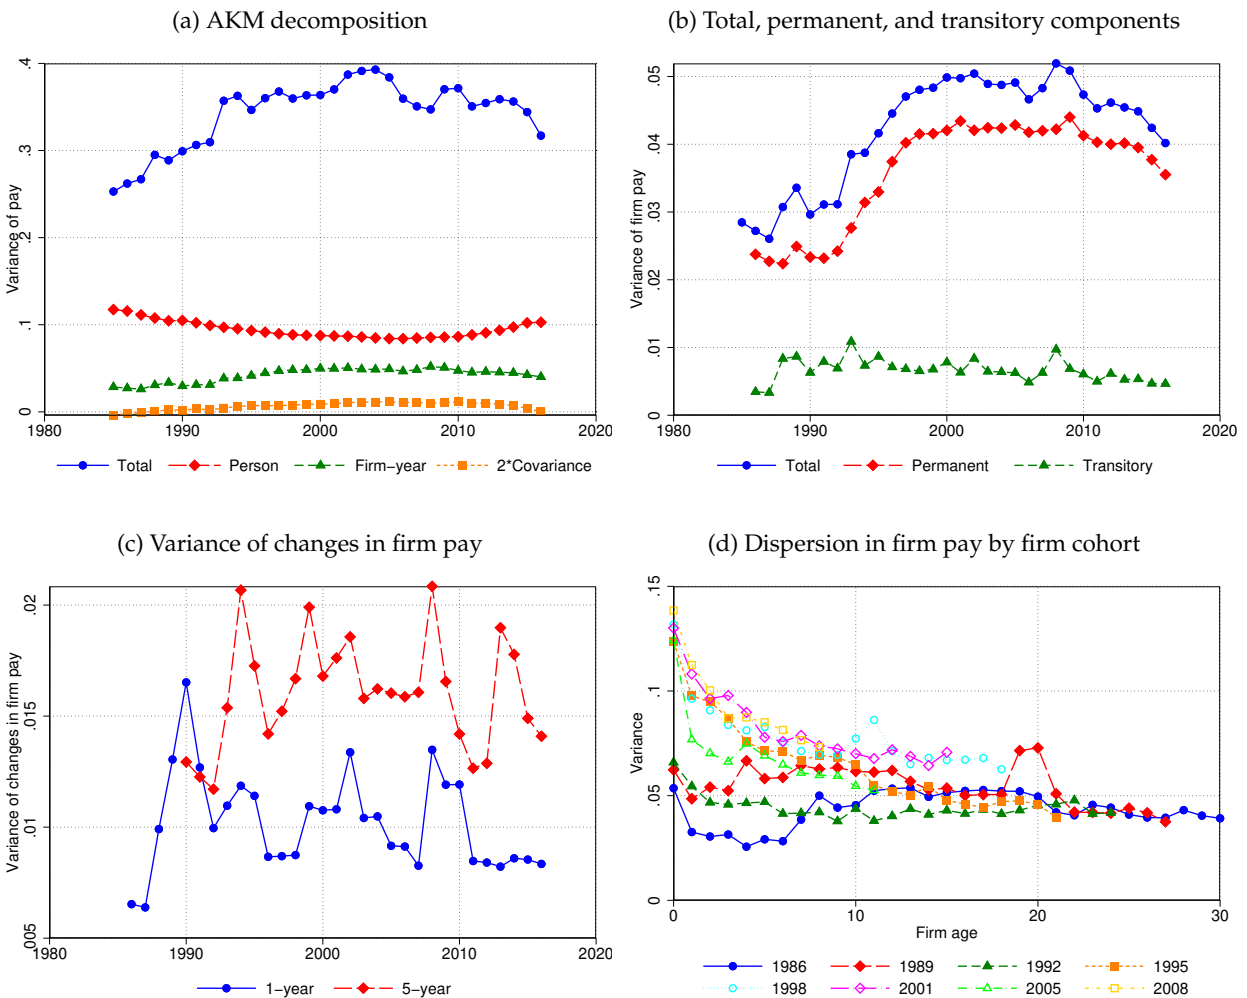 (a) AKM decomposition
Variance of pay
.4
.3
.2
.1
0
1980 1990 2000 2010 2020
Total Person Firm-year 2*Covariance
(b) Total, permanent, and transitory components
Variance of firm pay
.05
.04
.03
.02
.01
0
1980 1990 2000 2010 2020
Total Permanent Transitory
(c) Variance of changes in firm pay
Variance of changes in firm pay
.02
.015
.01
.005
1980 1990 2000 2010 2020
1-year 5-year
(d) Dispersion in firm pay by firm cohort
Variance
.15
.1
.05
0
0 10 20 30
Firm age
1986 1989 1992 1995
1998 2001 2005 2008